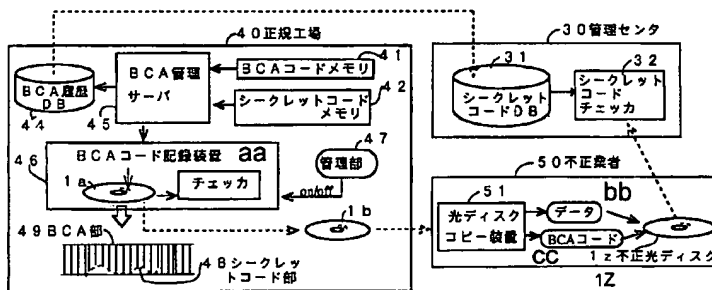 40正規工場
BCA履歴
DB
44
BCA管理
サーバ
45
BCAコードメモリ
41
シークレットコード
メモリ
42
46
BCAコード記録装置
aa
1a
チェッカ
管理部
47
on/off
49BCA部
48シークレッ
トコード部
1b
30管理センタ
31
シークレット
コードDB
32
シークレット
コード
チェッカ
50不正業者
51
光ディスク
コピー装置
データ
bb
BCAコード
cc
1z不正光ディスク
1Z